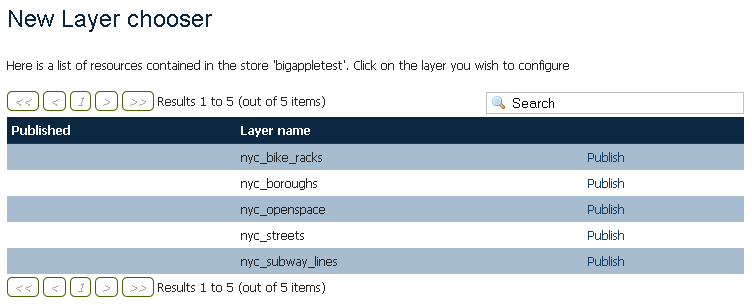 New Layer chooser
Here is a list of resources contained in the store 'bigappletest'. Click on the layer you wish to configure
<< < 1 > >> Results 1 to 5 (out of 5 items) Search
Published Layer name
nyc_bike_racks Publish
nyc_boroughs Publish
nyc_openspace Publish
nyc_streets Publish
nyc_subway_lines Publish
<< < 1 > >> Results 1 to 5 (out of 5 items)